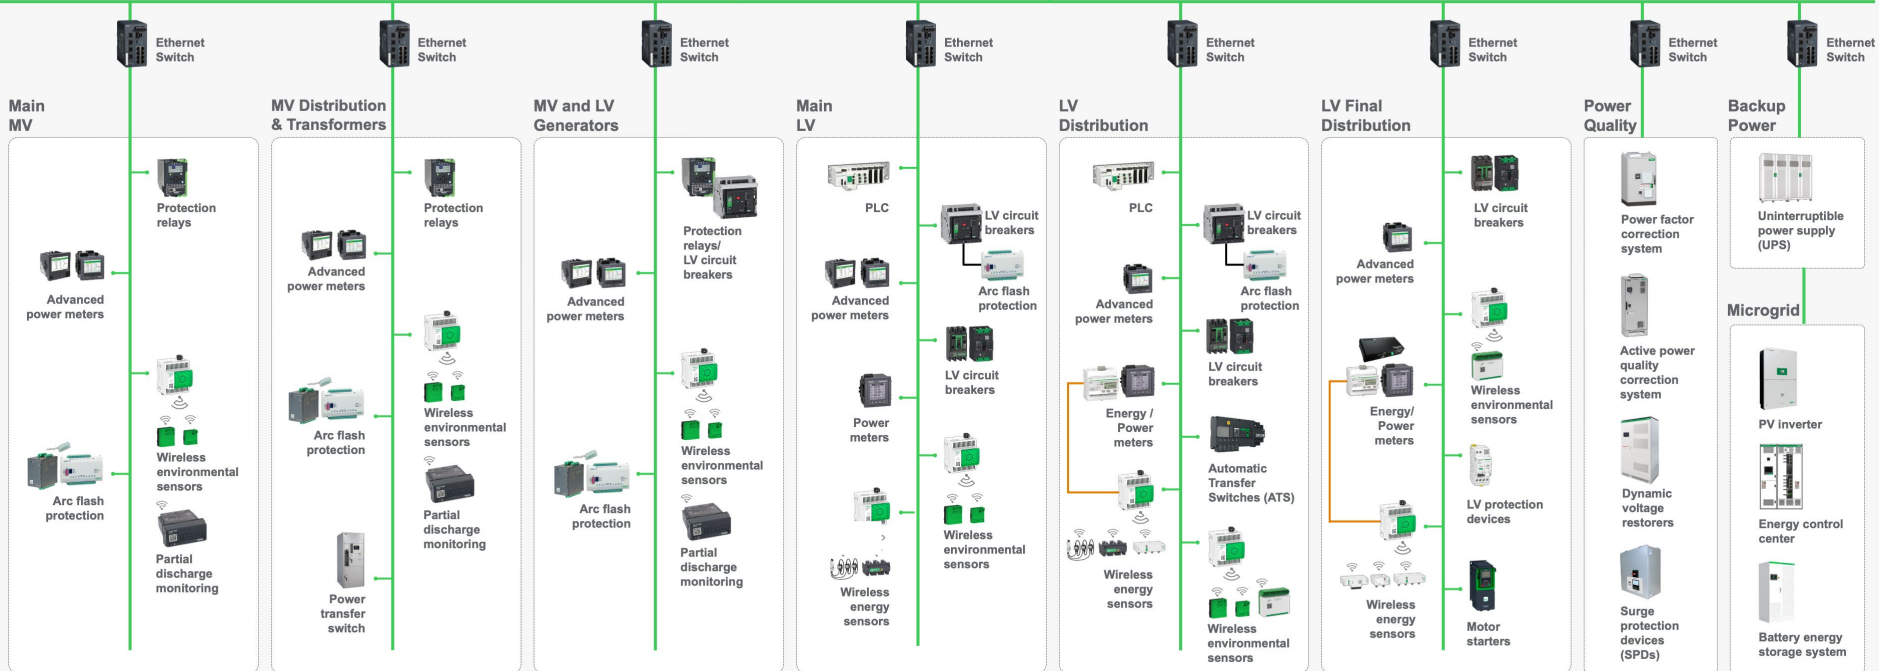 Ethernet
Switch
Ethernet
Switch
Ethernet
Switch
Ethernet
Switch
Ethernet
Switch
Ethernet
Switch
Ethernet
Switch
Ethernet
Switch
Main
MV
Protection
relays
Advanced
power meters
Wireless
environmental
sensors
Arc flash
protection
Partial
discharge
monitoring
MV Distribution
& Transformers
Protection
relays
Advanced
power meters
Wireless
environmental
sensors
Arc flash
protection
Partial
discharge
monitoring
Power
transfer
switch
MV and LV
Generators
Protection
relays/
LV circuit
breakers
Advanced
power meters
Wireless
environmental
sensors
Arc flash
protection
Partial
discharge
monitoring
Main
LV
PLC
LV circuit
breakers
Arc flash
protection
Advanced
power meters
LV circuit
breakers
Power
meters
Wireless
environmental
sensors
Wireless
energy
sensors
LV
Distribution
PLC
LV circuit
breakers
Arc flash
protection
Advanced
power meters
LV circuit
breakers
Energy /
Power
meters
Automatic
Transfer
Switches (ATS)
Wireless
energy
sensors
Wireless
environmental
sensors
LV Final
Distribution
LV circuit
breakers
Advanced
power meters
Wireless
environmental
sensors
Energy/
Power
meters
LV protection
devices
Wireless
energy
sensors
Motor
starters
Power
Quality
Power factor
correction
system
Active power
quality
correction
system
Dynamic
voltage
restorers
Surge
protection
devices
(SPDs)
Backup
Power
Uninterruptible
power supply
(UPS)
Microgrid
PV inverter
Energy control
center
Battery energy
storage system